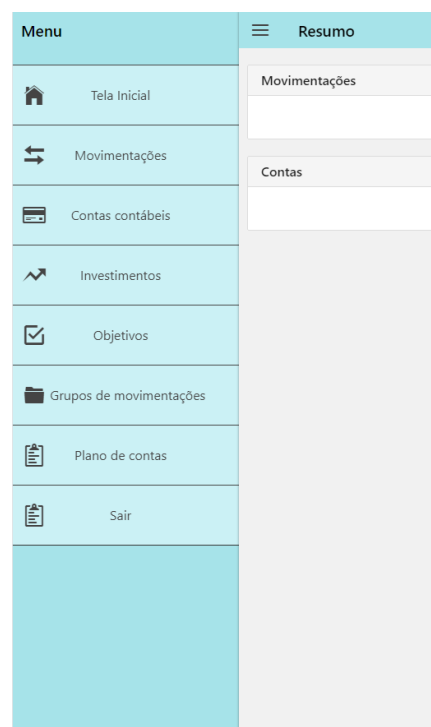 Menu
Resumo
Tela Inicial
Movimentações
Contas contábeis
Investimentos
Objetivos
Grupos de movimentações
Plano de contas
Sair
Movimentações
Contas